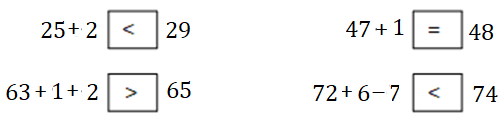 25+2 < 29 47+1 = 48
63+1+2 > 65 72+6−7 < 74